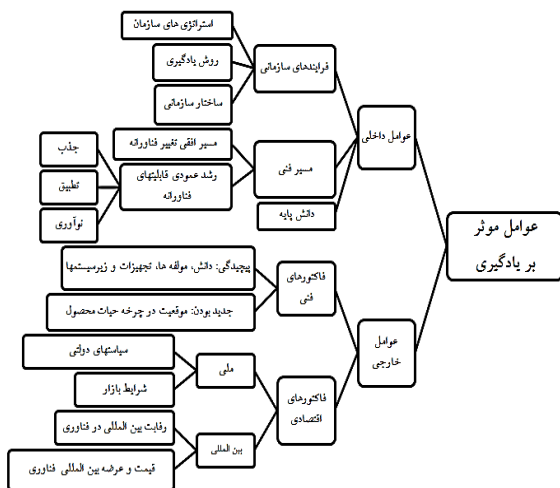 عوامل موثر
بر یادگیری
عوامل داخلی
فرایندهای سازمانی
استراتژی های سازمان
روش یادگیری
ساختار سازمانی
مسیر فنی
مسیر افقی تغییر فناورانه
رشد عمودی قابلیتهای
فناورانه
جذب
تطبیق
نوآوری
دانش پایه
عوامل
خارجی
فاکتورهای
فنی
پیچیدگی: دانش، مولفه ها، تجهیزات و زیرسیستمها
جدید بودن: موقعیت در چرخه حیات محصول
فاکتورهای
اقتصادی
ملی
سیاستهای دولتی
شرایط بازار
بین المللی
رقابت بین المللی در فناوری
قیمت و عرضه بین المللی فناوری